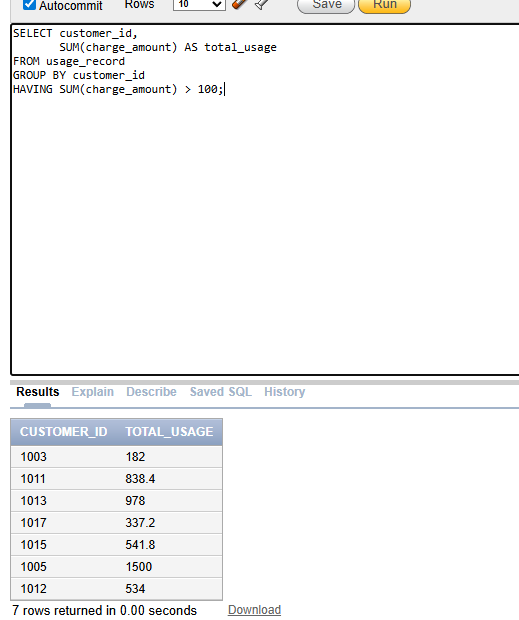 Autocommit Rows 10 Save Run
SELECT customer_id,
SUM(charge_amount) AS total_usage
FROM usage_record
GROUP BY customer_id
HAVING SUM(charge_amount) > 100;
Results Explain Describe Saved SQL History
CUSTOMER_ID TOTAL_USAGE
1003 182
1011 838.4
1013 978
1017 337.2
1015 541.8
1005 1500
1012 534
7 rows returned in 0.00 seconds Download